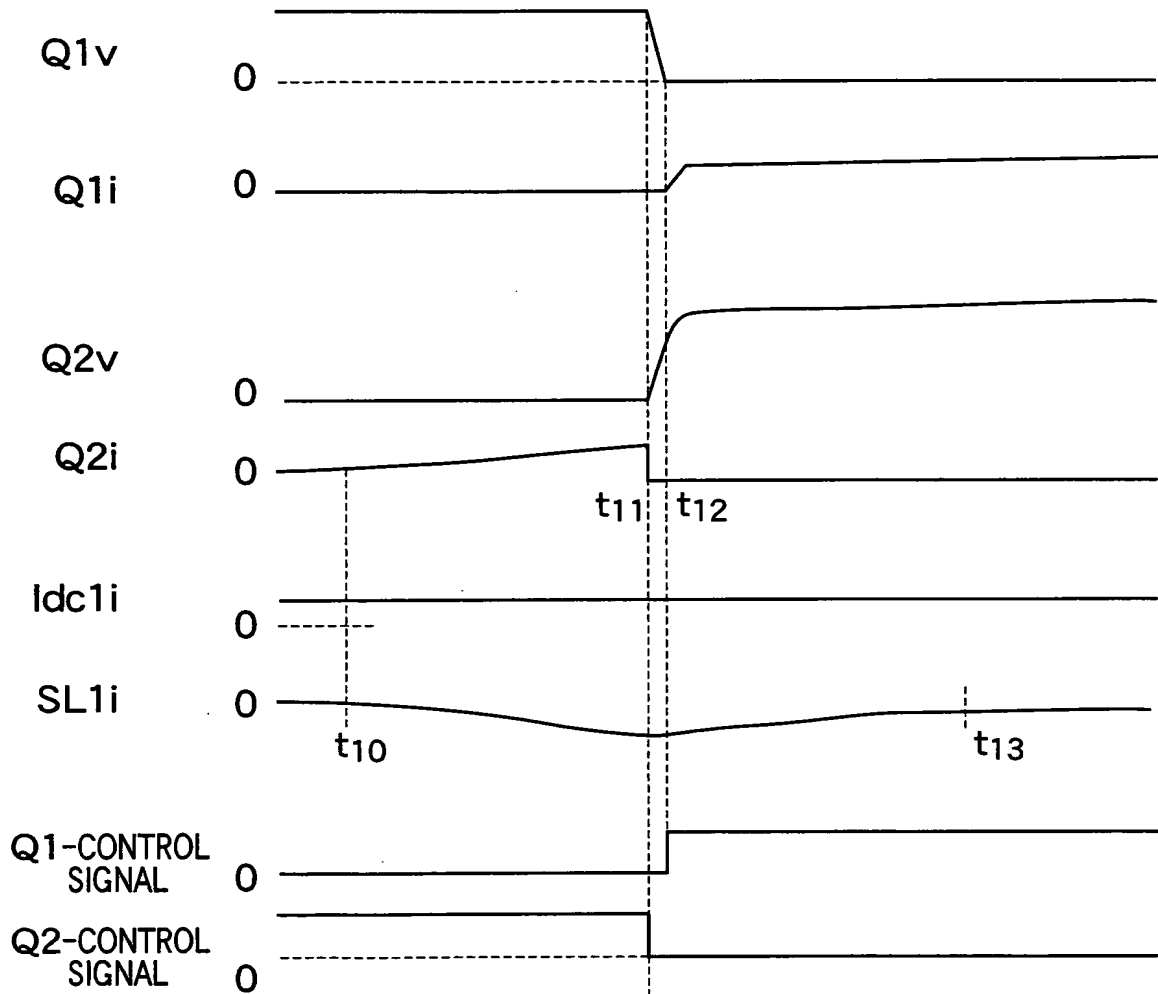 Q1v
0
Q1i
0
Q2v
0
Q2i
0
t11
t12
Idc1i
0
SL1i
0
t10
t13
Q1-CONTROL
SIGNAL
0
Q2-CONTROL
SIGNAL
0